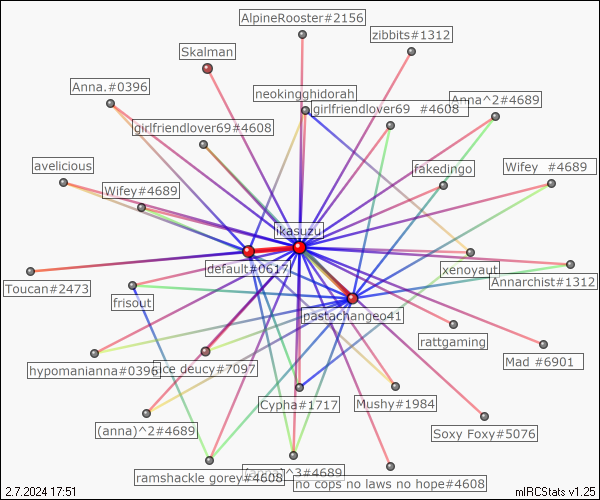 AlpineRooster#2156
zibbits#1312
Skalman
Anna.#0396
neokingghidorah
girlfriendlover69 #4608
Anna^2#4689
girlfriendlover69#4608
avelicious
fakedingo
Wifey #4689
Wifey#4689
ikasuzu
Toucan#2473
default#0617
xenoyaut
Annarchist#1312
frisout
pastachangeo41
rattgaming
hypomanianna#0396
ice deucy#7097
Mad #6901
Cypha#1717
Mushy#1984
(anna)^2#4689
Soxy Foxy#5076
ramshackle gorey#4608
(anna)^3#4689
no cops no laws no hope#4608
2.7.2024 17:51
mIRCStats v1.25